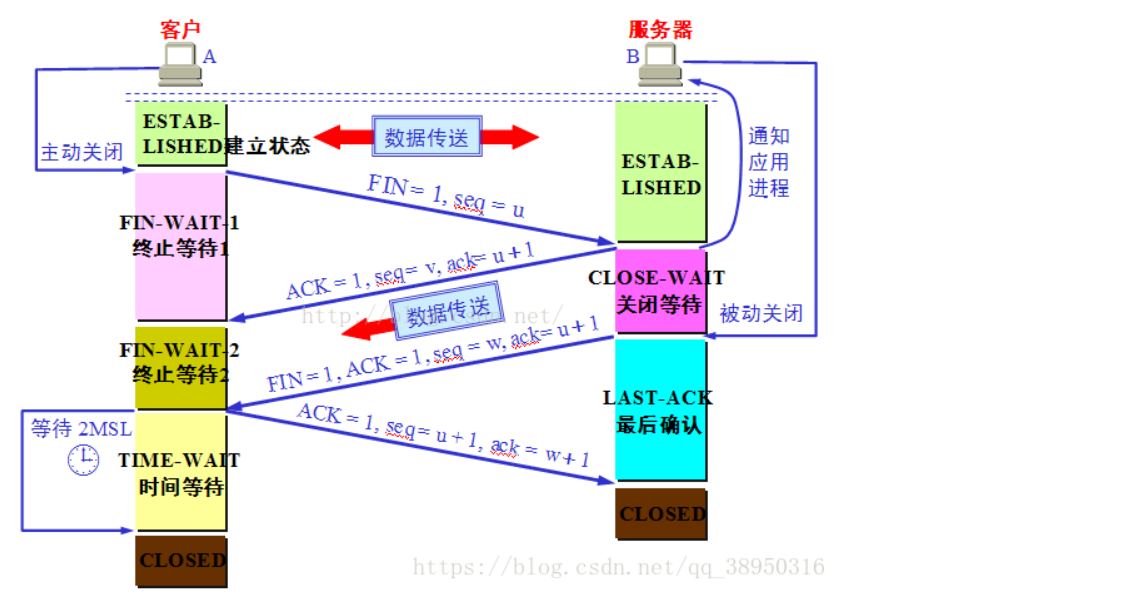 客户
服务器
A
B
ESTAB-
LISHED建立状态
数据传送
主动关闭
ESTAB-
LISHED
通知
应用
进程
FIN = 1, seq = u
FIN-WAIT-1
终止等待1
ACK = 1, seq= v, ack= u+1
CLOSE-WAIT
关闭等待
http://blog.csdn.net/
数据传送
被动关闭
FIN-WAIT-2
终止等待2
FIN=1, ACK = 1, seq = w, ack= u+1
LAST-ACK
最后确认
ACK = 1, seq= u+1, ack = w+1
等待 2MSL
TIME-WAIT
时间等待
CLOSED
CLOSED
https://blog.csdn.net/qq_38950316